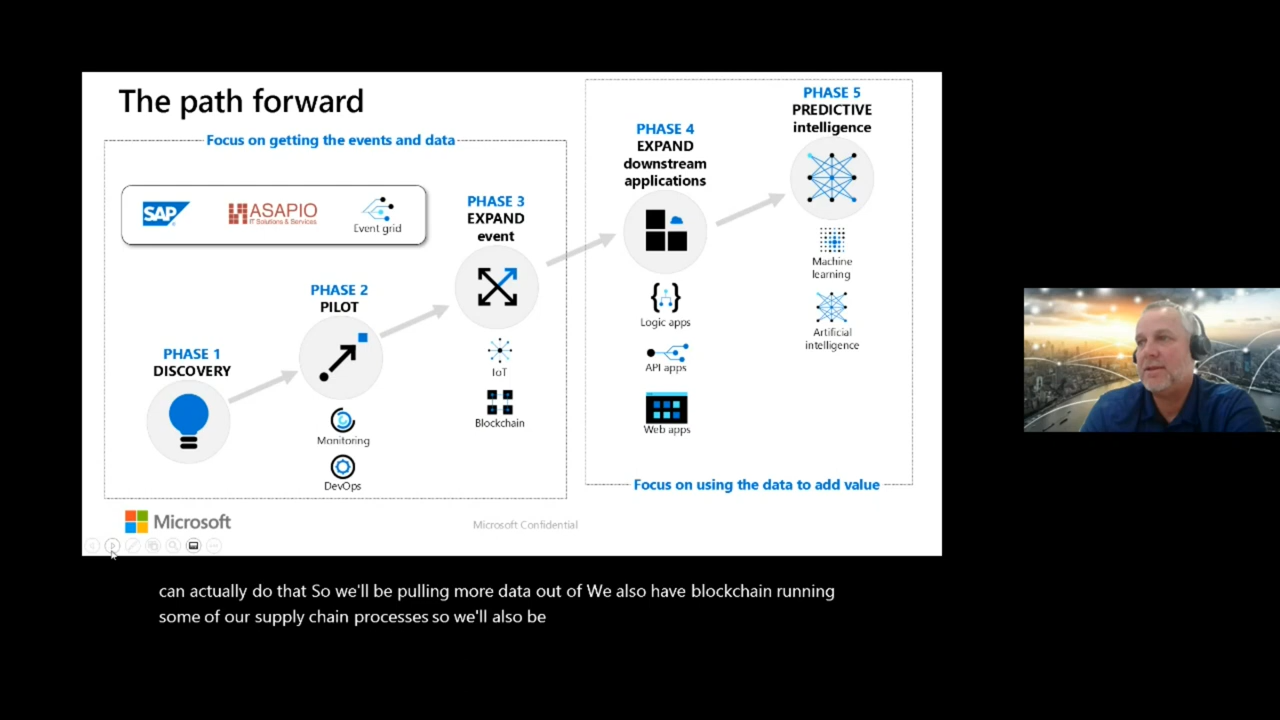 The path forward
Focus on getting the events and data
SAP
ASAPIO
IT Solutions & Services
Event grid
PHASE 1
DISCOVERY
PHASE 2
PILOT
Monitoring
DevOps
PHASE 3
EXPAND
event
IoT
Blockchain
PHASE 4
EXPAND
downstream
applications
Logic apps
API apps
Web apps
PHASE 5
PREDICTIVE
intelligence
Machine
learning
Artificial
intelligence
Focus on using the data to add value
Microsoft
Microsoft Confidential
can actually do that So we'll be pulling more data out of We also have blockchain running
some of our supply chain processes so we'll also be